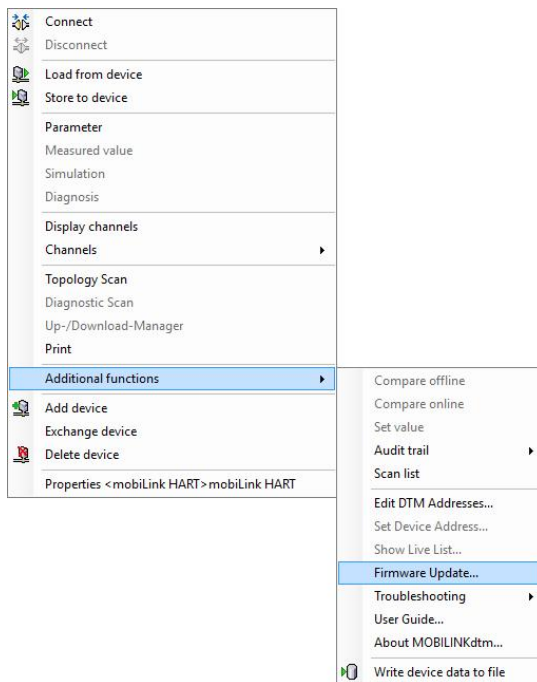 Connect
Disconnect
Load from device
Store to device
Parameter
Measured value
Simulation
Diagnosis
Display channels
Channels
Topology Scan
Diagnostic Scan
Up-/Download-Manager
Print
Additional functions
Add device
Exchange device
Delete device
Properties <mobiLink HART>mobiLink HART
Compare offline
Compare online
Set value
Audit trail
Scan list
Edit DTM Addresses...
Set Device Address...
Show Live List...
Firmware Update...
Troubleshooting
User Guide...
About MOBILINKdtm...
Write device data to file